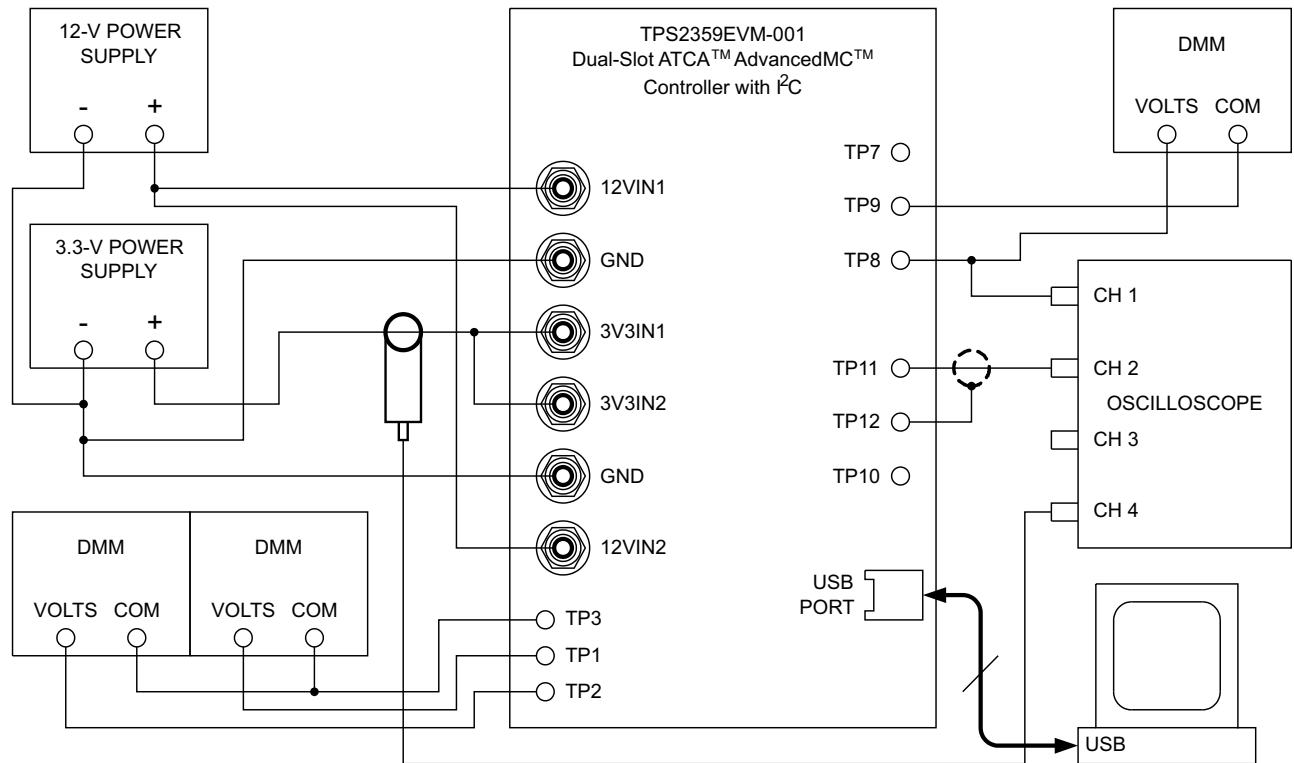 12-V POWER
SUPPLY
- +
3.3-V POWER
SUPPLY
- +
DMM
VOLTS COM
DMM
VOLTS COM
TPS2359EVM-001
Dual-Slot ATCA™ AdvancedMC™
Controller with I²C
12VIN1
GND
3V3IN1
3V3IN2
GND
12VIN2
TP3
TP1
TP2
TP7
TP9
TP8
TP11
TP12
TP10
USB
PORT
DMM
VOLTS COM
CH 1
CH 2
OSCILLOSCOPE
CH 3
CH 4
USB